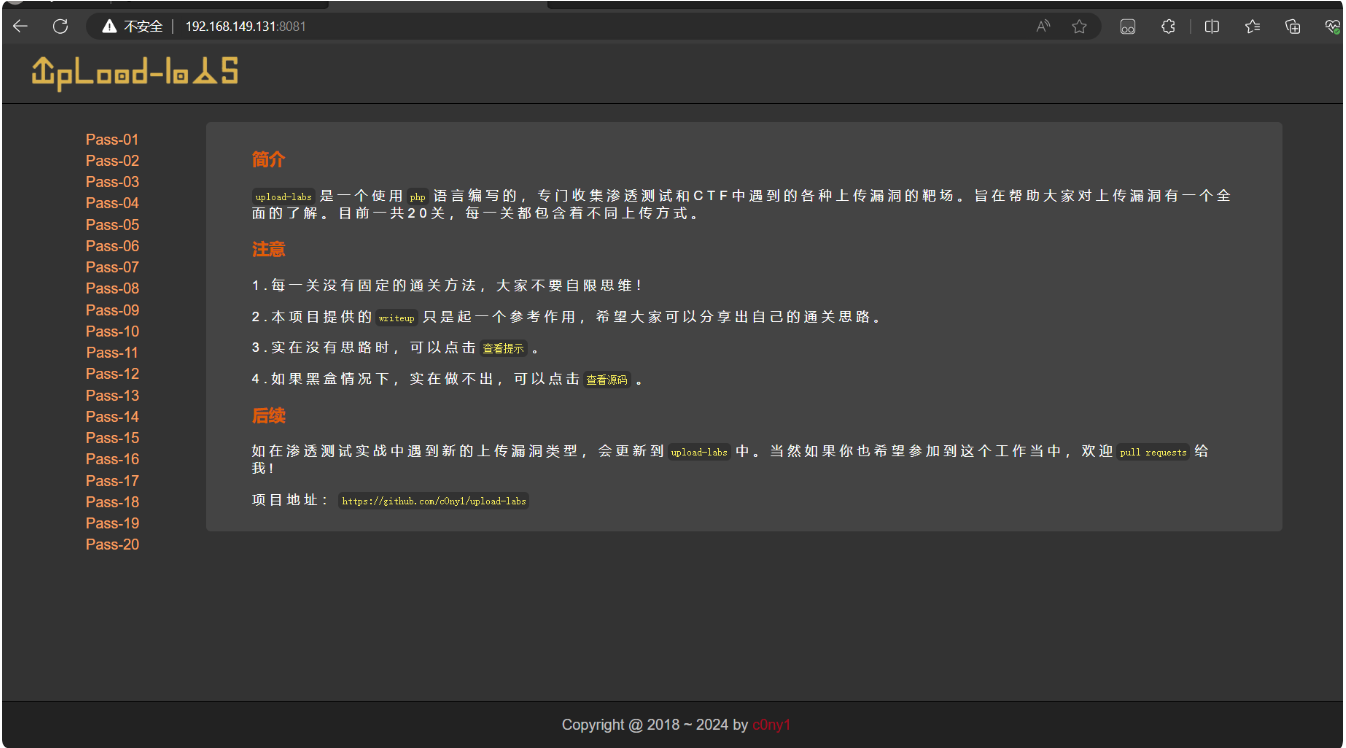 不安全 192.168.149.131:8081
UpLoad-labS
Pass-01
Pass-02
Pass-03
Pass-04
Pass-05
Pass-06
Pass-07
Pass-08
Pass-09
Pass-10
Pass-11
Pass-12
Pass-13
Pass-14
Pass-15
Pass-16
Pass-17
Pass-18
Pass-19
Pass-20
简介
upload-labs 是一个使用 php 语言编写的，专门收集渗透测试和CTF中遇到的各种上传漏洞的靶场。旨在帮助大家对上传漏洞有一个全
面的了解。目前一共20关，每一关都包含着不同上传方式。
注意
1.每一关没有固定的通关方法，大家不要自限思维！
2.本项目提供的 writeup 只是起一个参考作用，希望大家可以分享出自己的通关思路。
3.实在没有思路时，可以点击 查看提示 。
4.如果黑盒情况下，实在做不出，可以点击 查看源码 。
后续
如在渗透测试实战中遇到新的上传漏洞类型，会更新到 upload-labs 中。当然如果你也希望参加到这个工作当中，欢迎 pull requests 给
我！
项目地址： https://github.com/c0ny1/upload-labs
Copyright @ 2018 ~ 2024 by c0ny1